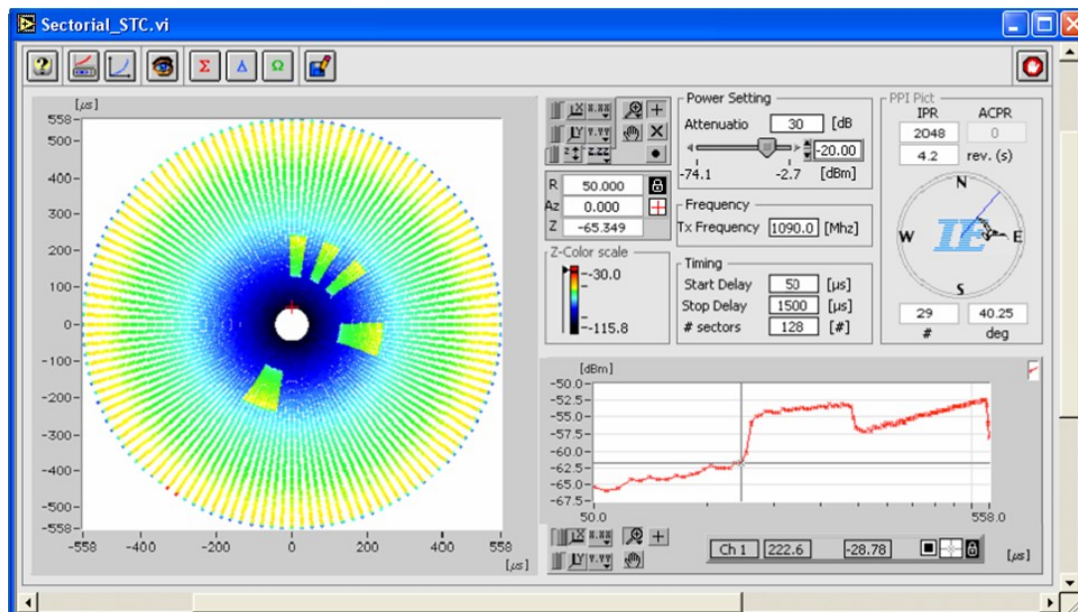 Sectorial_STC.vi
[µs]
558
500
400
300
200
100
0
-100
-200
300
-400
-500
-558
-558
-400
-200
0
200
400
558
[µs]
Power Setting
Attenuatio 30 [dB
-20.00
-74.1 -2.7 [dBm]
R 50.000
Az 0.000
Z -65.349
Frequency
Tx Frequency 1090.0 [Mhz]
Z-Color scale
-30.0
-115.8
Timing
Start Delay 50 [µs]
Stop Delay 1500 [µs]
# sectors 128 [#]
PPI Pict
IPR ACPR
2048 0
4.2 rev. (s)
N
W IE E
S
29 40.25
# deg
[dBm]
-50.0
-52.5
-55.0
-57.5
-60.0
-62.5
-65.0
-67.5
50.0 558.0
Ch 1 222.6 -28.78
[µs]